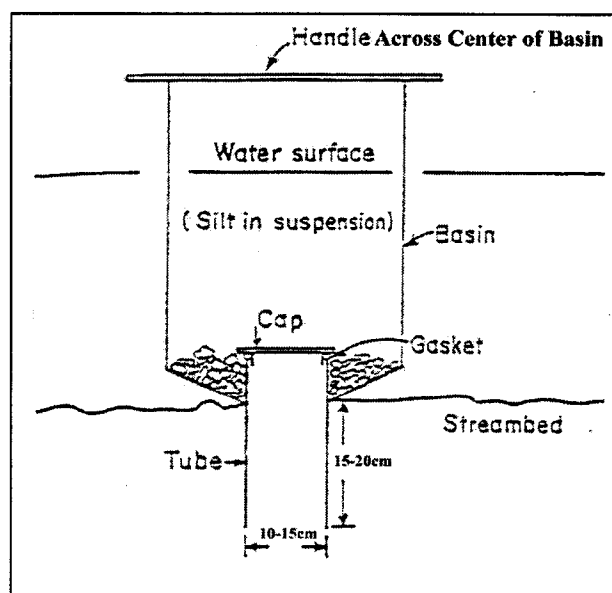 Handle Across Center of Basin
Water surface
(Silt in suspension)
Basin
Cap
Gasket
Streambed
Tube
15-20cm
10-15cm